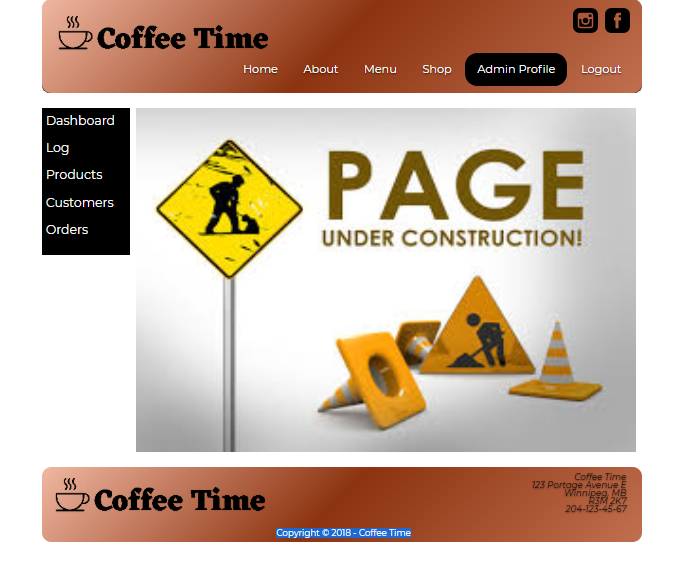 Coffee Time
Home About Menu Shop Admin Profile Logout
Dashboard
Log
Products
Customers
Orders
PAGE
UNDER CONSTRUCTION!
Coffee Time
Coffee Time
123 Portage Avenue E
Winnipeg, MB
R3M 2K7
204-123-45-67
Copyright © 2018 - Coffee Time